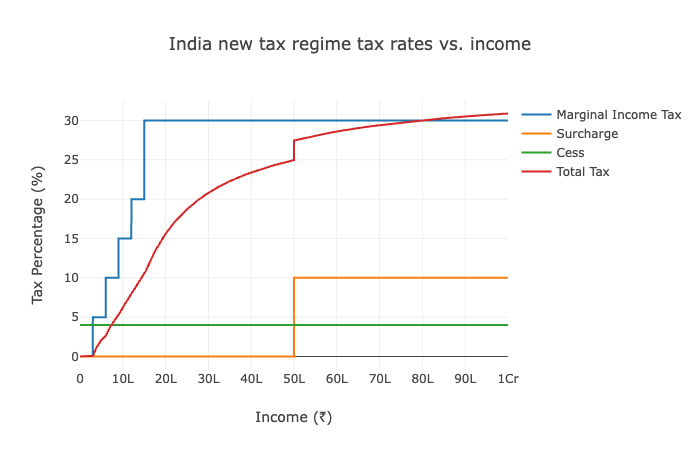 India new tax regime tax rates vs. income
Marginal Income Tax
Surcharge
Cess
Total Tax
Tax Percentage (%)
30
25
20
15
10
5
0
0 10L 20L 30L 40L 50L 60L 70L 80L 90L 1Cr
Income (₹)